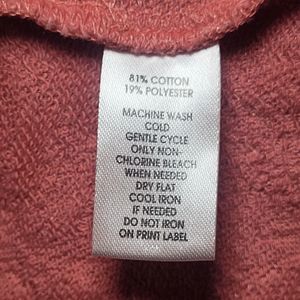 81% COTTON
19% POLYESTER
MACHINE WASH
COLD
GENTLE CYCLE
ONLY NON-
CHLORINE BLEACH
WHEN NEEDED
DRY FLAT
COOL IRON
IF NEEDED
DO NOT IRON
ON PRINT LABEL